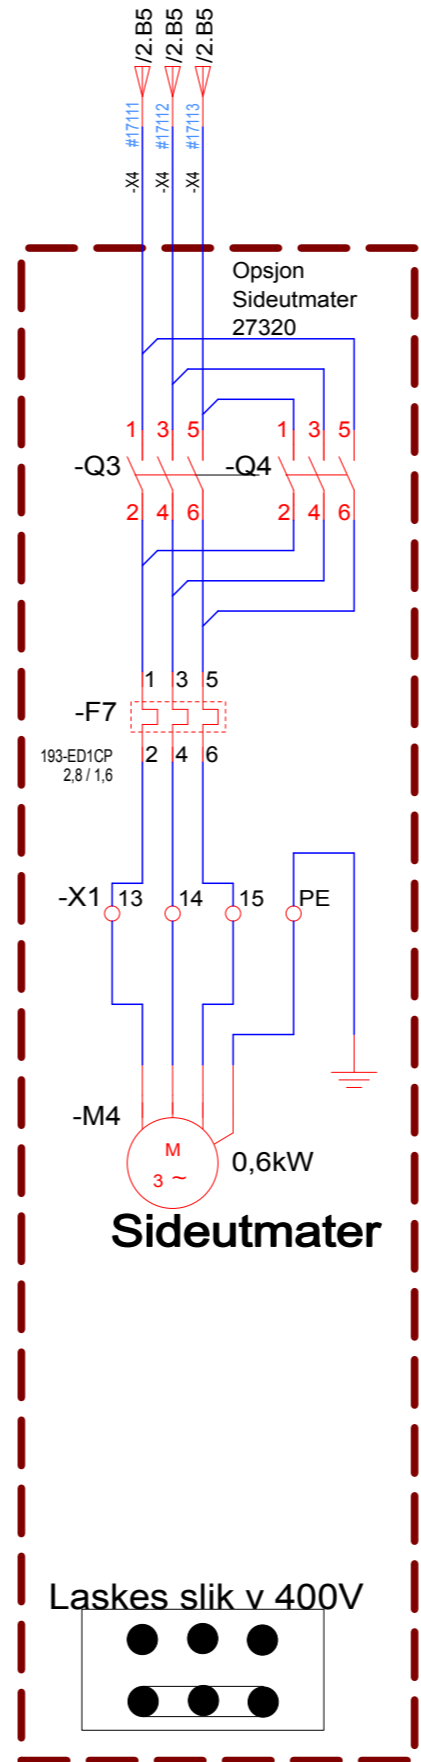 /2.B5 /2.B5 /2.B5
#17111 #17112 #17113
-X4 -X4 -X4
Opsjon
Sideutmater
27320
1 3 5 1 3 5
-Q3 -Q4
2 4 6 2 4 6
1 3 5
-F7
193-ED1CP 2 4 6
2,8 / 1,6
-X1 13 14 15 PE
-M4
M
3 ~ 0,6kW
Sideutmater
Laskes slik v 400V